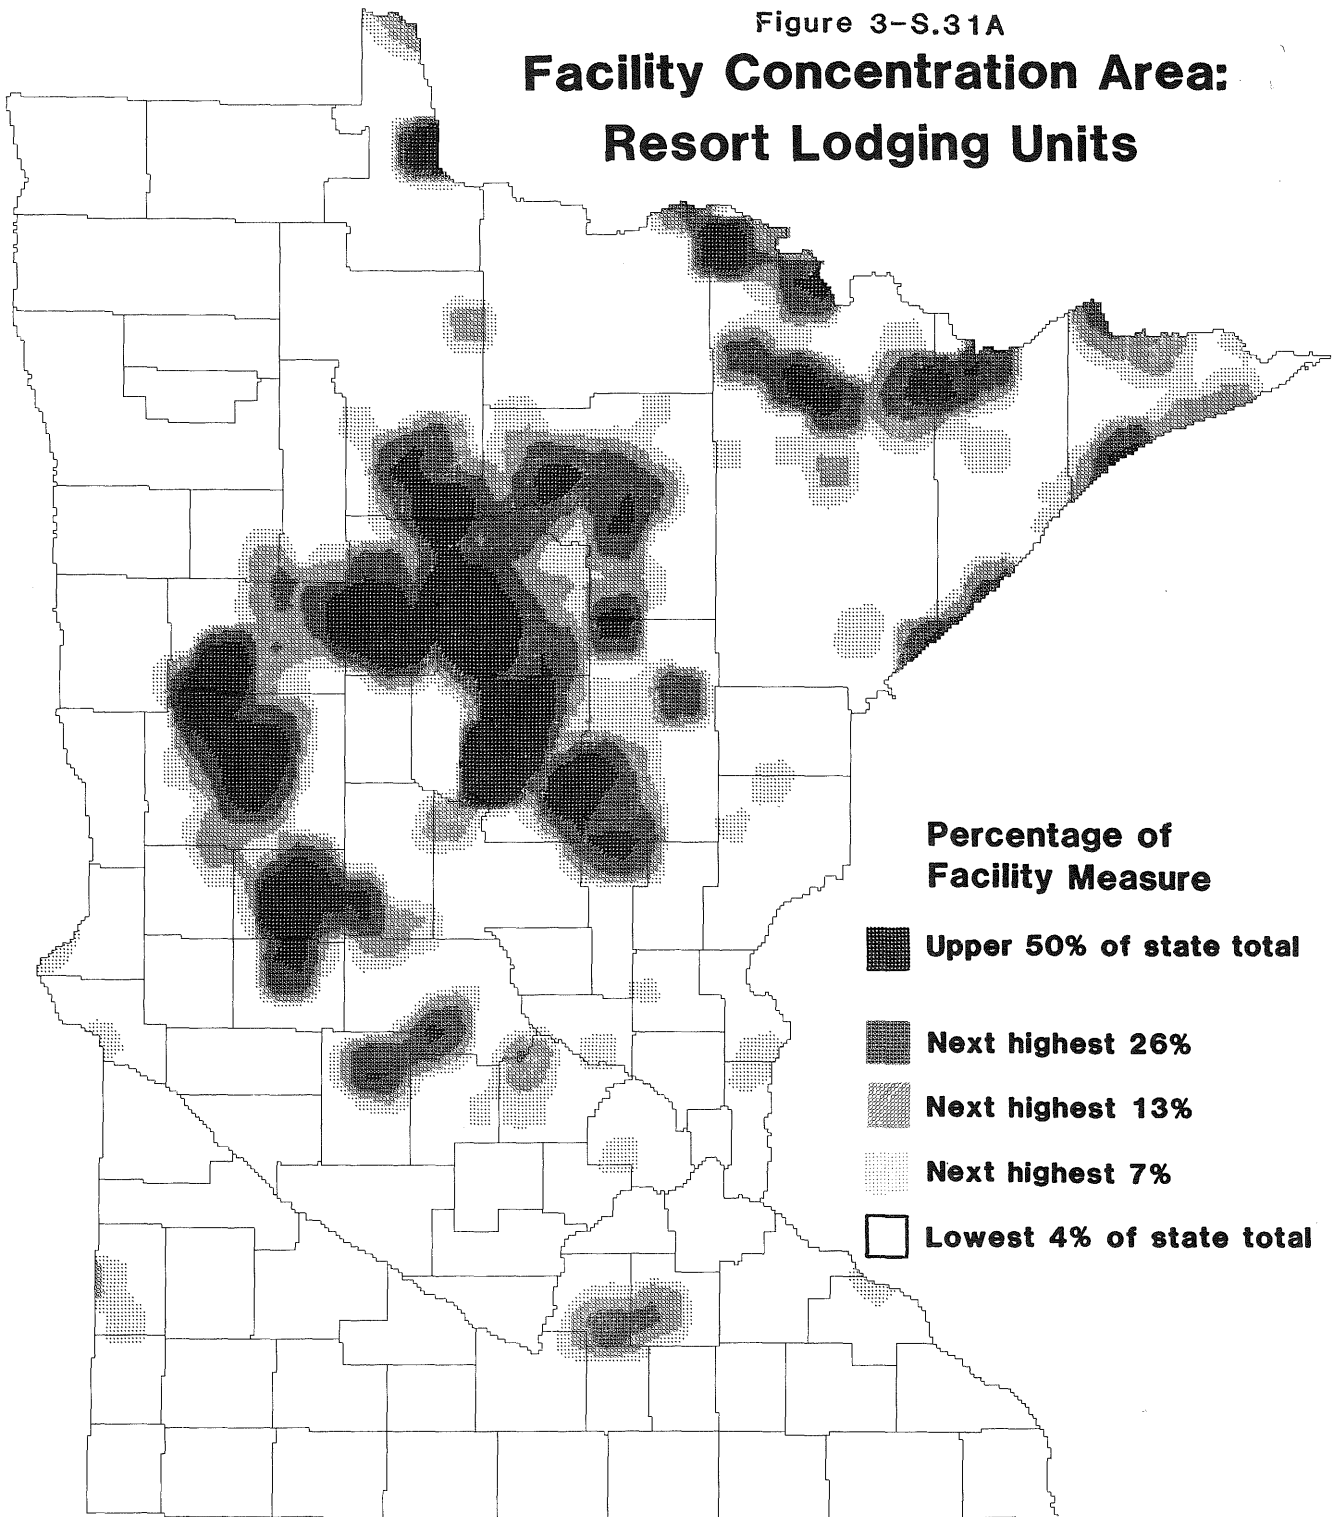 Figure 3-S.31A
Facility Concentration Area:
Resort Lodging Units
Percentage of
Facility Measure
Upper 50% of state total
Next highest 26%
Next highest 13%
Next highest 7%
Lowest 4% of state total